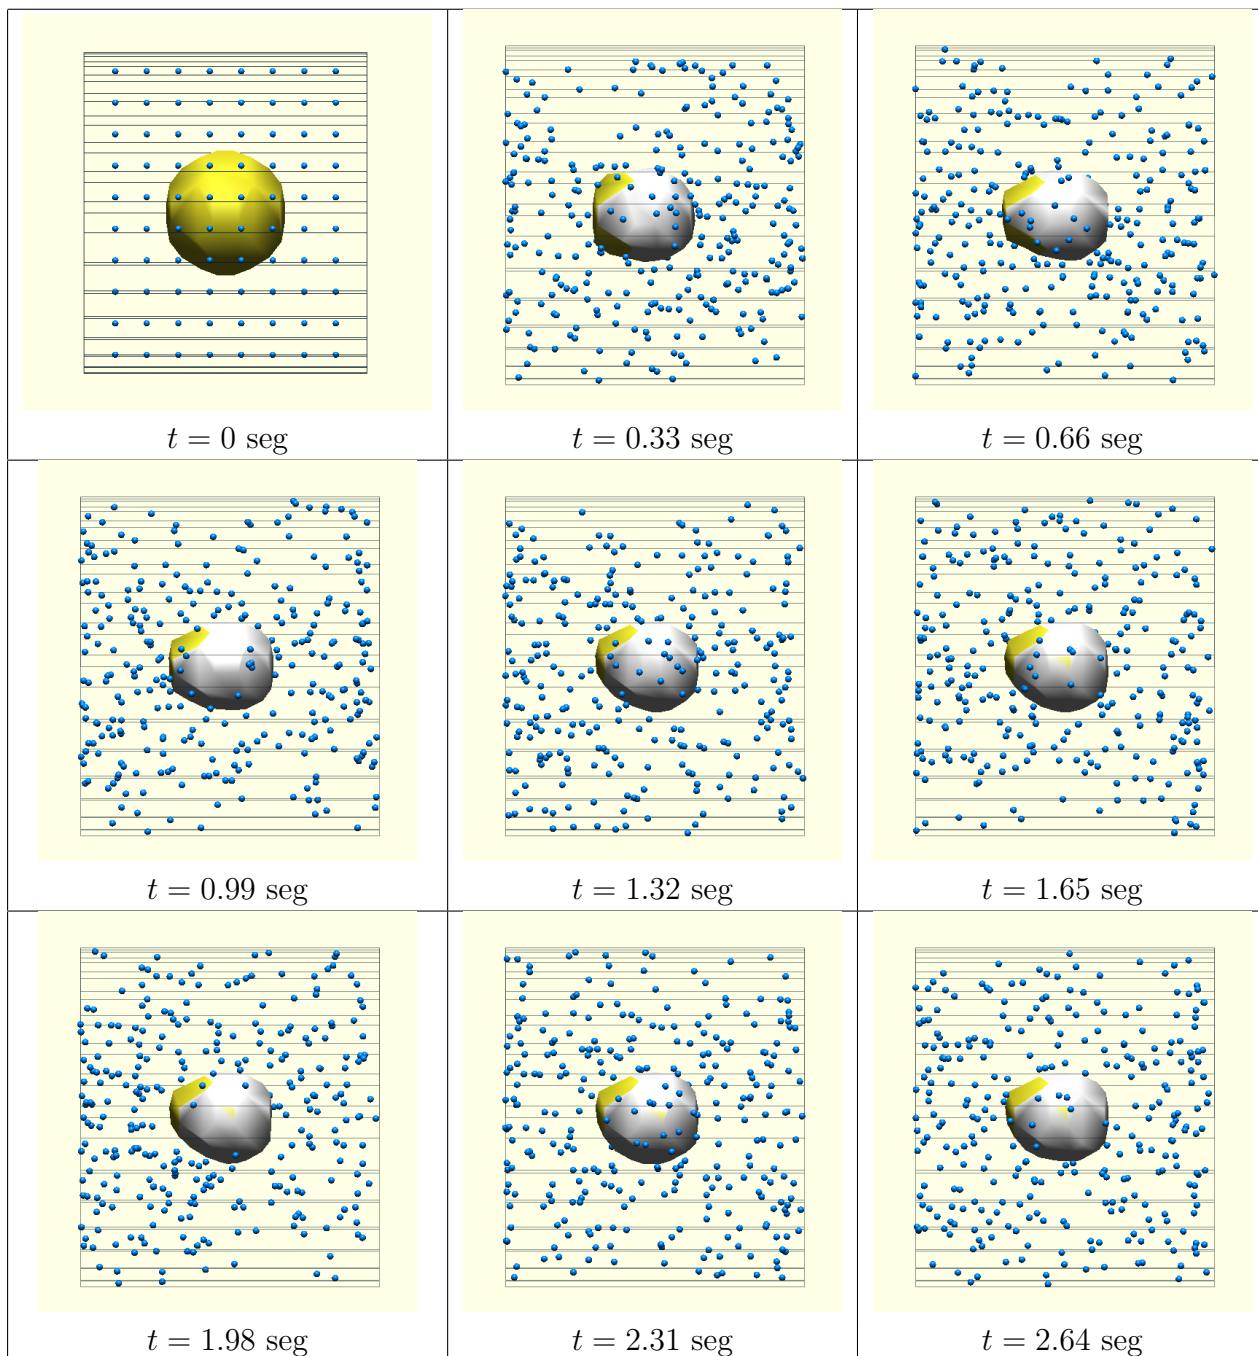 t = 0 seg
t = 0.33 seg
t = 0.66 seg
t = 0.99 seg
t = 1.32 seg
t = 1.65 seg
t = 1.98 seg
t = 2.31 seg
t = 2.64 seg